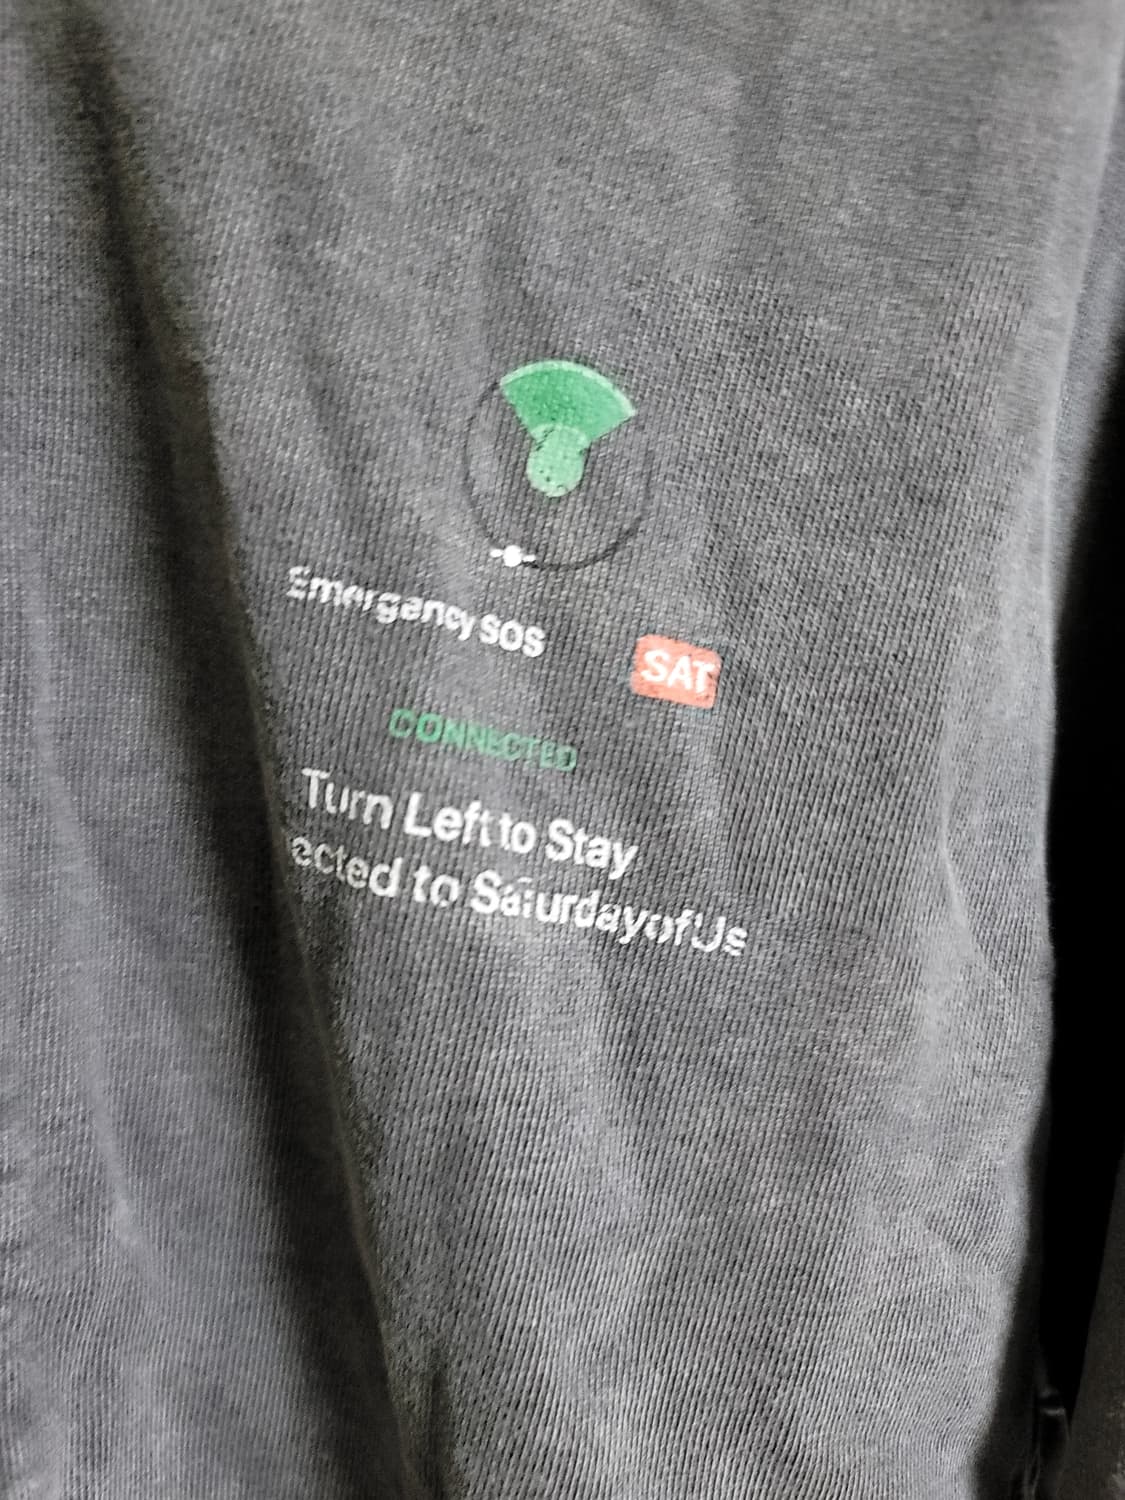 Emergency SOS
SAT
CONNECTED
Turn Left to Stay
ected to SaturdayofUs